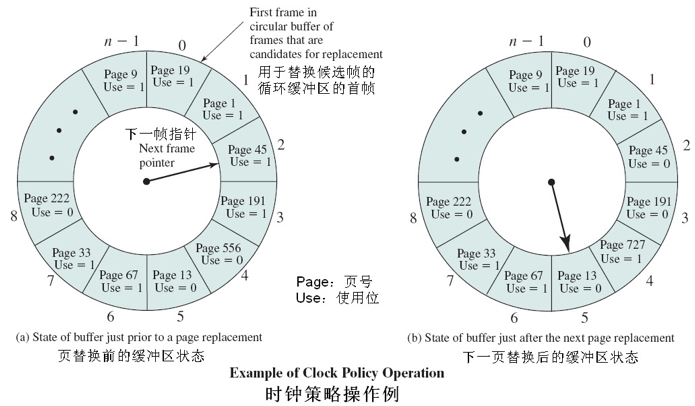 First frame in
circular buffer of
frames that are
candidates for replacement
用于替换候选帧的
循环缓冲区的首帧
n − 1
0
Page 9
Use = 1
Page 19
Use = 1
1
Page 1
Use = 1
2
Page 45
Use = 1
下一帧指针
Next frame
pointer
Page 191
Use = 1
3
Page 556
Use = 0
4
Page 13
Use = 0
5
Page 67
Use = 1
6
Page 33
Use = 1
7
Page 222
Use = 0
8
(a) State of buffer just prior to a page replacement
页替换前的缓冲区状态
Page：页号
Use：使用位
n − 1
0
Page 9
Use = 1
Page 19
Use = 1
1
Page 1
Use = 1
2
Page 45
Use = 0
Page 191
Use = 0
3
Page 727
Use = 1
4
Page 13
Use = 0
5
Page 67
Use = 1
6
Page 33
Use = 1
7
Page 222
Use = 0
8
(b) State of buffer just after the next page replacement
下一页替换后的缓冲区状态
Example of Clock Policy Operation
时钟策略操作例